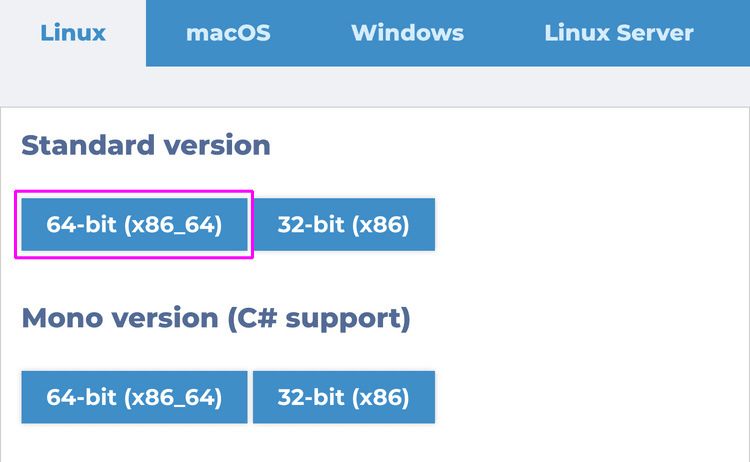 Linux macOS Windows Linux Server
Standard version
64-bit (x86_64) 32-bit (x86)
Mono version (C# support)
64-bit (x86_64) 32-bit (x86)